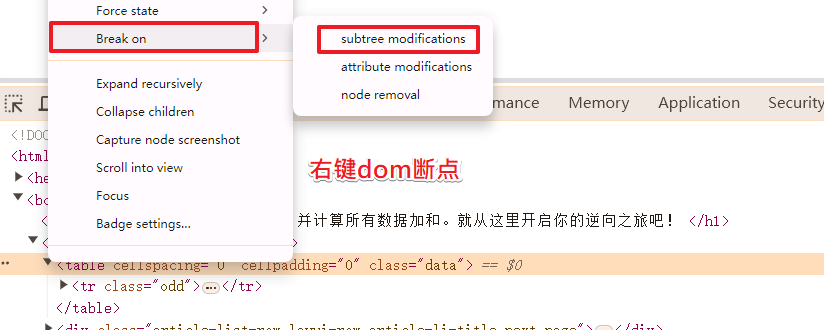 Force state
Break on
subtree modifications
Expand recursively
attribute modifications
Collapse children
node removal
mance Memory Application Security
Capture node screenshot
<!DOC
Scroll into view
<html
<he
右键dom断点
Focus
<bo
Badge settings...
并计算所有数据加和。就从这里开启你的逆向之旅吧! </h1>
<table cellspacing="0" cellpadding="0" class="data"> == $0
<tr class="odd"> </tr>
</table>
</div>